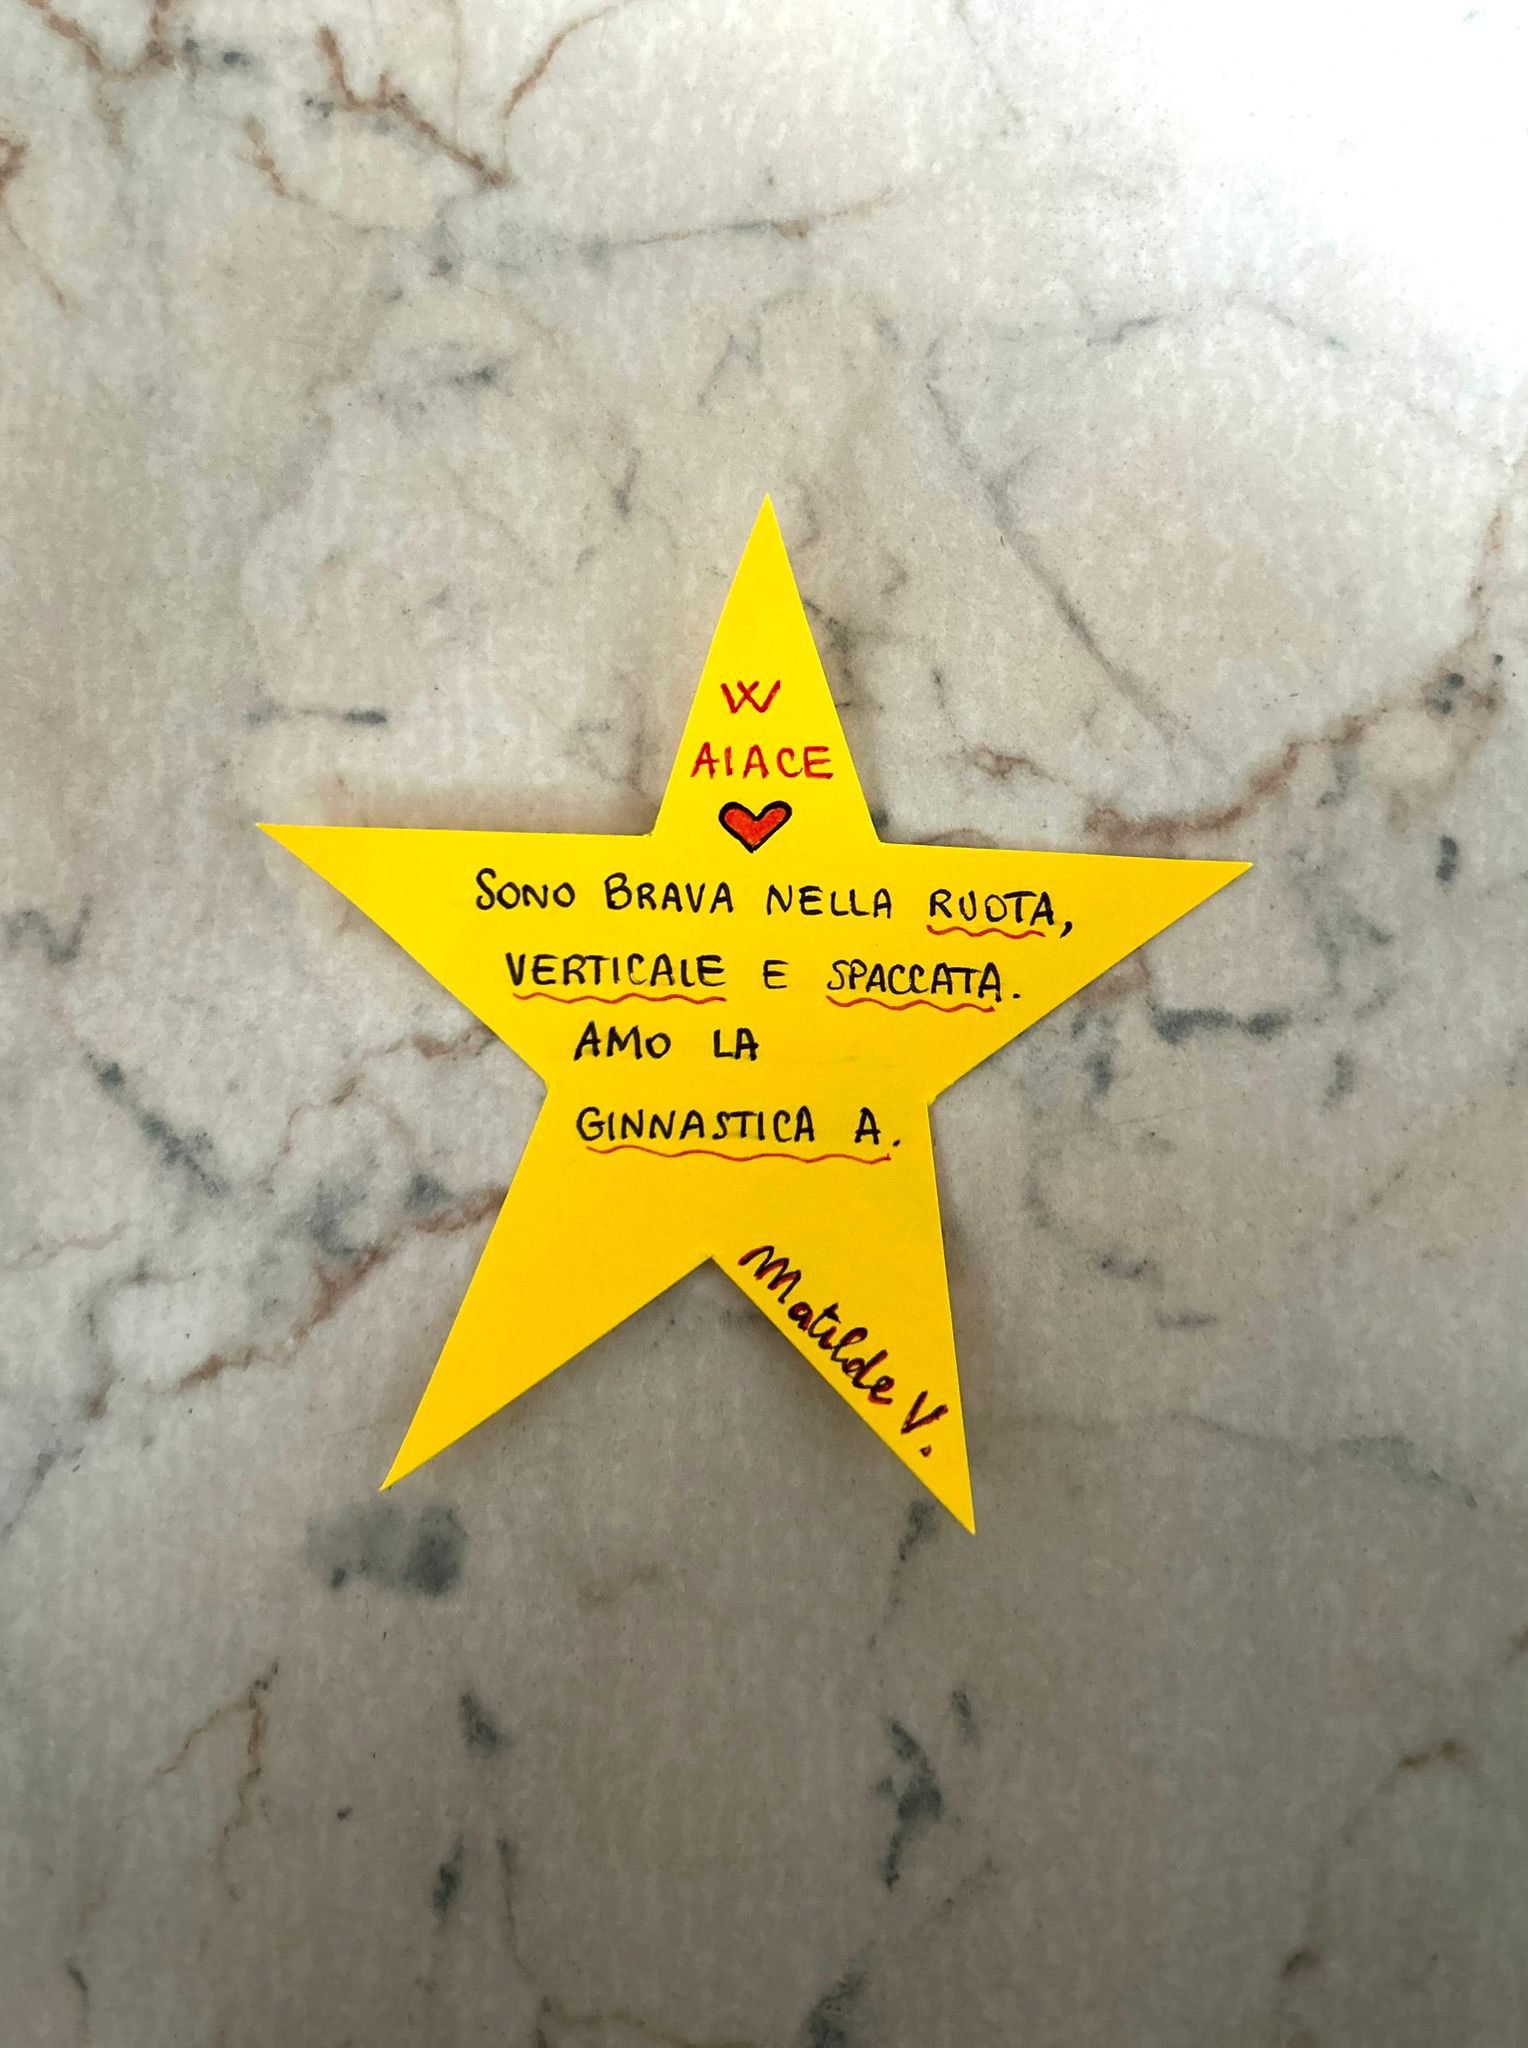 W
AIACE
SONO BRAVA NELLA RUOTA,
VERTICALE E SPACCATA.
AMO LA
GINNASTICA A.
Matilde V.